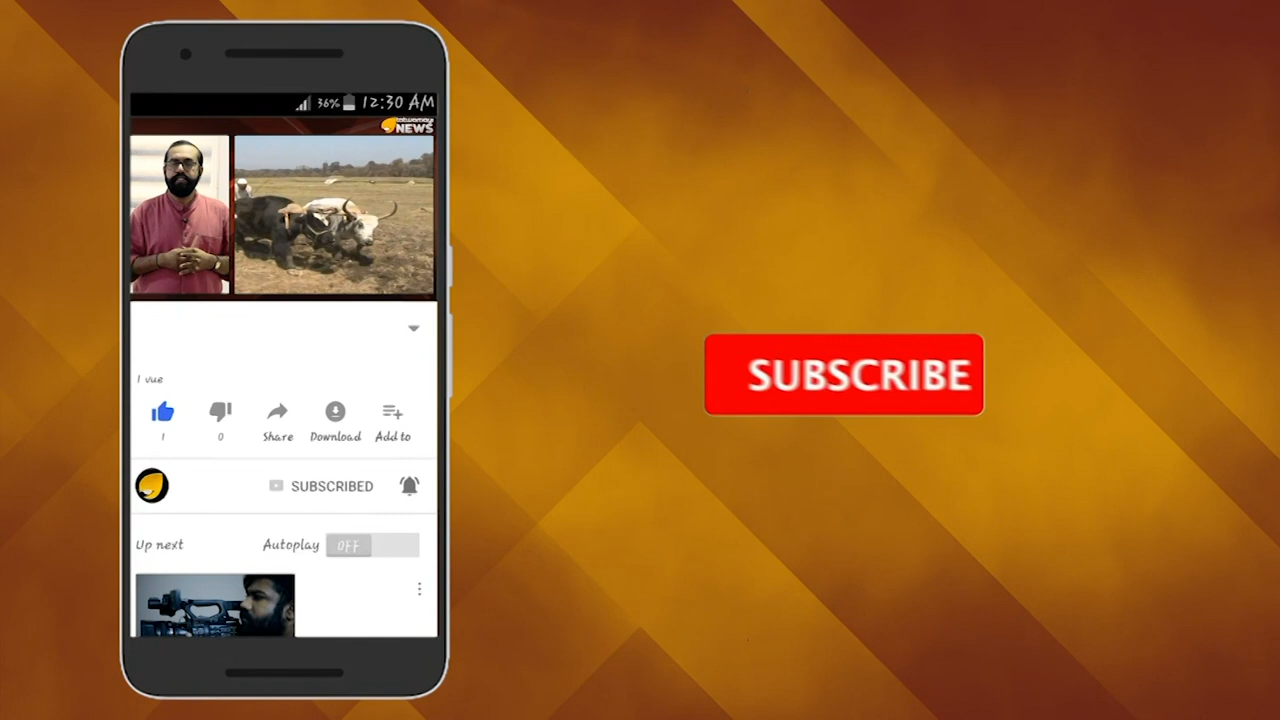 36% 12:30 AM
tatwamayi
NEWS
1 vue
1 0 Share Download Add to
SUBSCRIBED
Up next Autoplay OFF
SUBSCRIBE